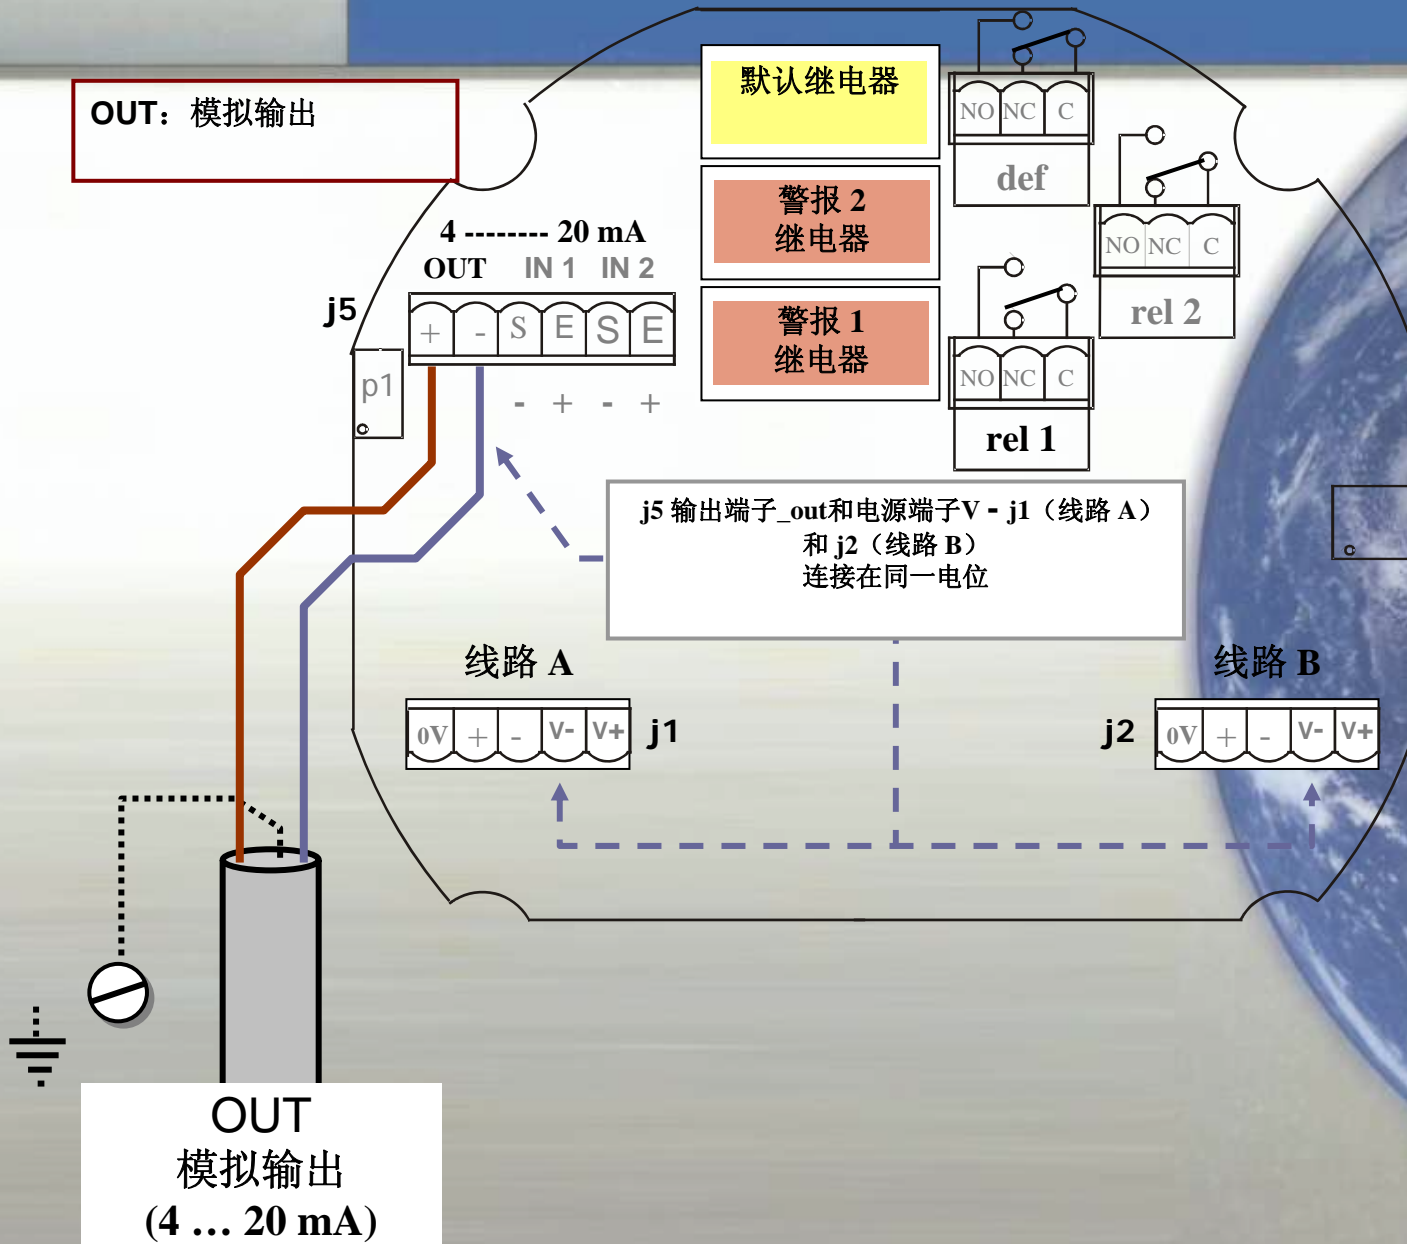 OUT：模拟输出
默认继电器
NO NC C
def
警报 2
继电器
NO NC C
rel 2
警报 1
继电器
NO NC C
rel 1
4 -------- 20 mA
OUT IN 1 IN 2
j5
+ - S E S E
- + - +
p1
j5 输出端子_out和电源端子V - j1（线路 A）
和 j2（线路 B）
连接在同一电位
线路 A
0V + - V- V+
j1
线路 B
j2
0V + - V- V+
OUT
模拟输出
(4 … 20 mA)